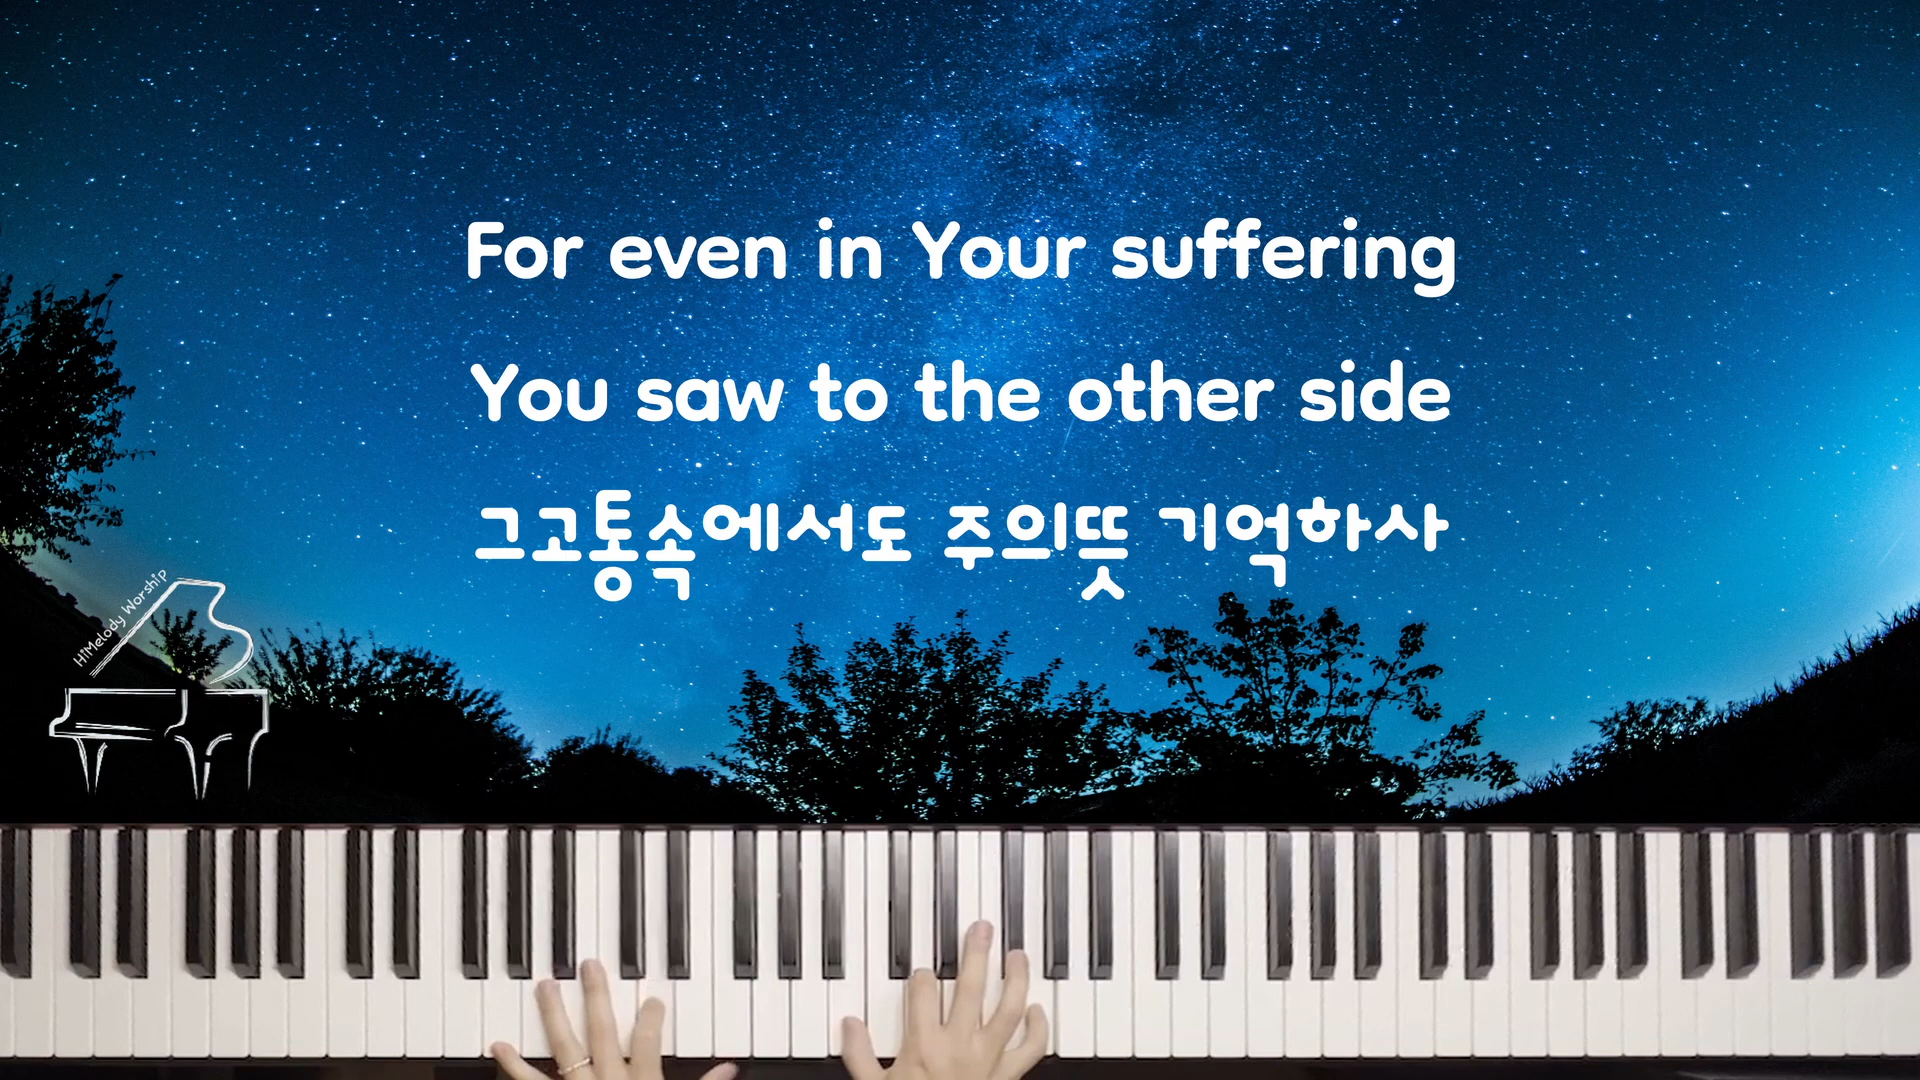 For even in Your suffering
You saw to the other side
그고통속에서도 주의뜻 기억하사
HiMelody Worship